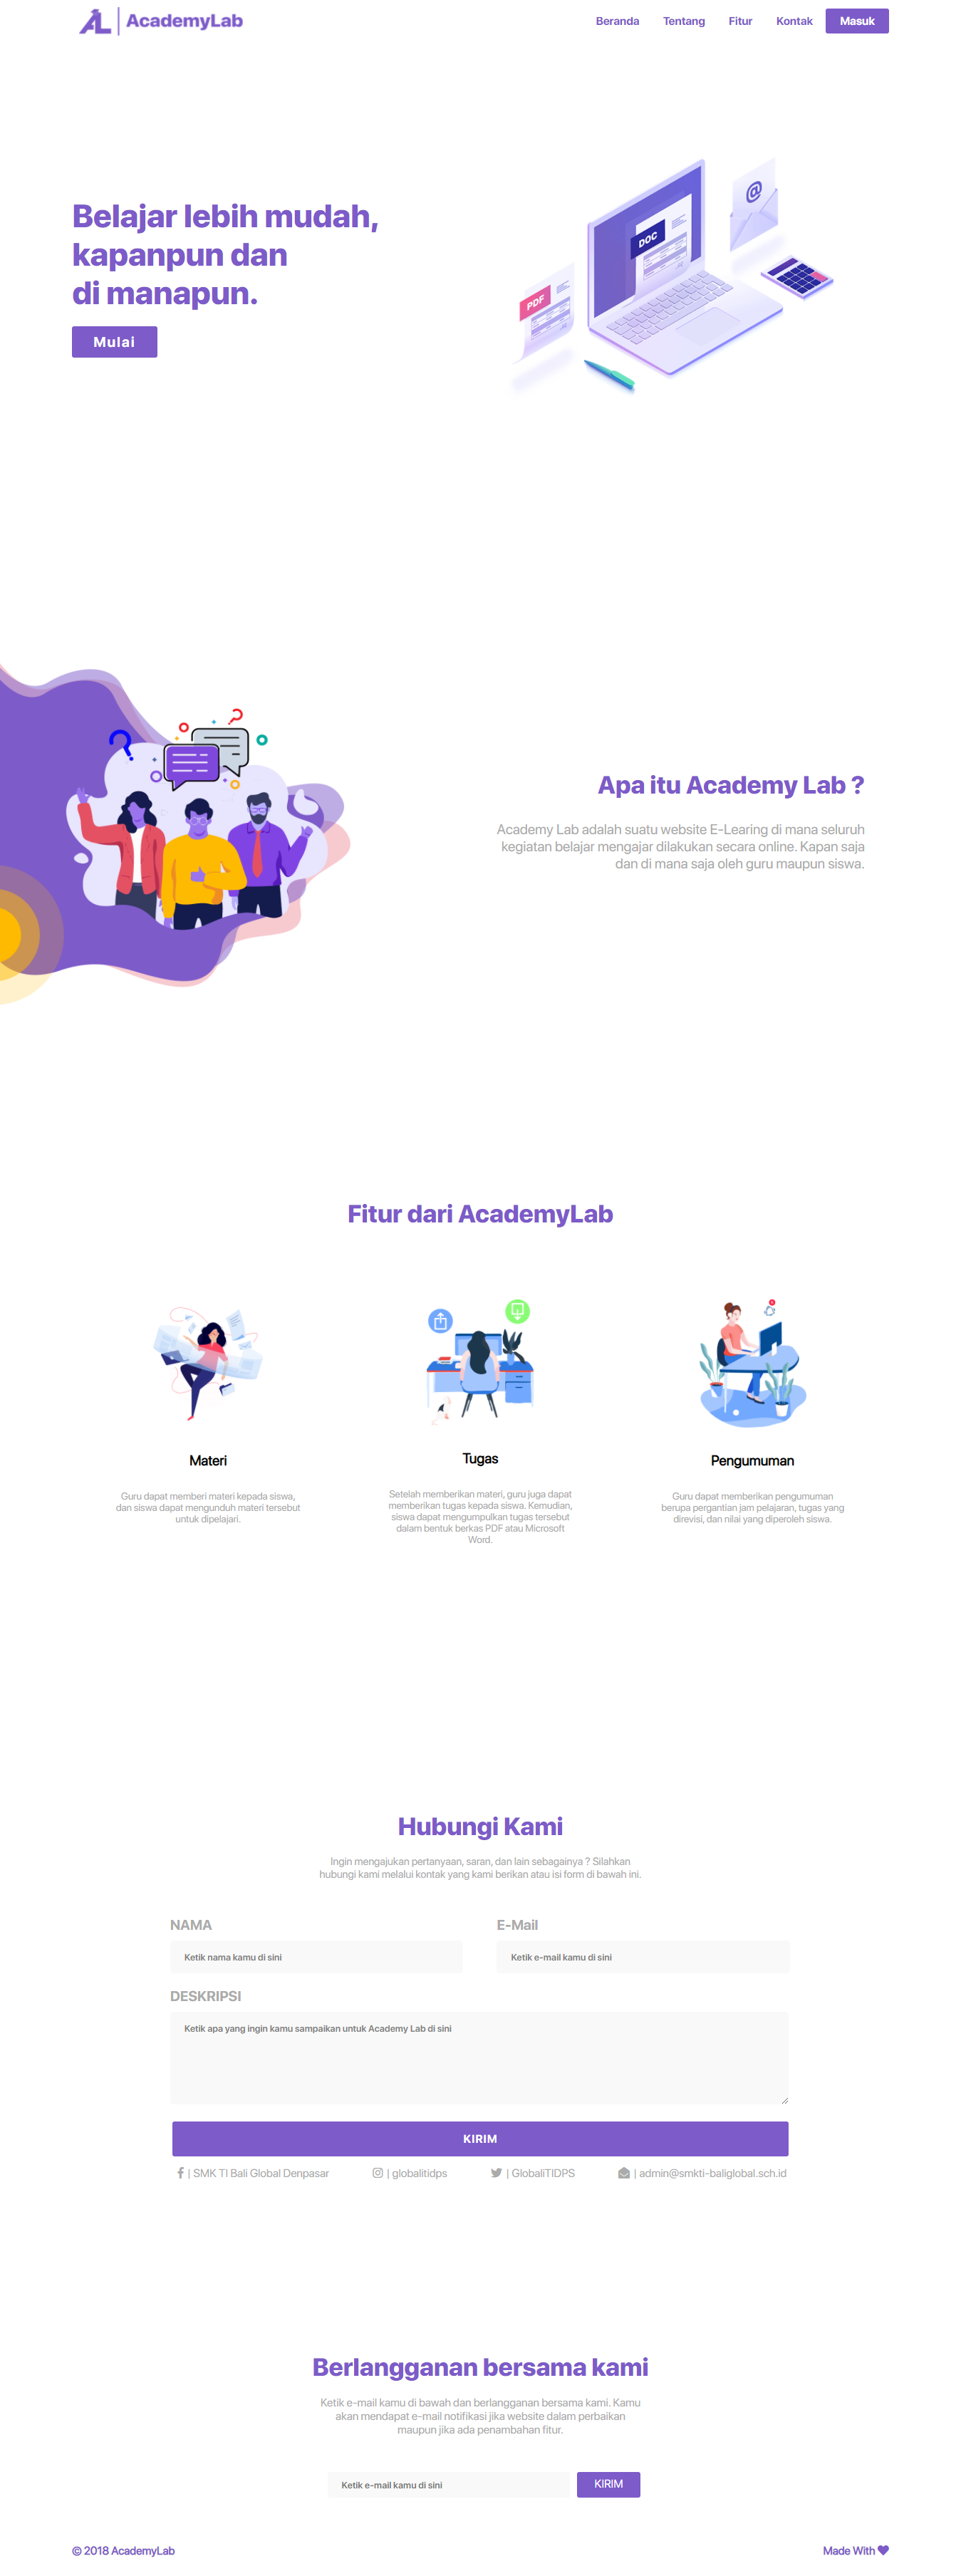 AcademyLab
Beranda Tentang Fitur Kontak Masuk
Belajar lebih mudah,
kapanpun dan
di manapun.
Mulai
DOC
@
PDF
Apa itu Academy Lab ?
Academy Lab adalah suatu website E-Learing di mana seluruh
kegiatan belajar mengajar dilakukan secara online. Kapan saja
dan di mana saja oleh guru maupun siswa.
Fitur dari AcademyLab
Materi
Guru dapat memberi materi kepada siswa,
dan siswa dapat mengunduh materi tersebut
untuk dipelajari.
Tugas
Setelah memberikan materi, guru juga dapat
memberikan tugas kepada siswa. Kemudian,
siswa dapat mengumpulkan tugas tersebut
dalam bentuk berkas PDF atau Microsoft
Word.
Pengumuman
Guru dapat memberikan pengumuman
berupa pergantian jam pelajaran, tugas yang
direvisi, dan nilai yang diperoleh siswa.
Hubungi Kami
Ingin mengajukan pertanyaan, saran, dan lain sebagainya ? Silahkan
hubungi kami melalui kontak yang kami berikan atau isi form di bawah ini.
NAMA
Ketik nama kamu di sini
E-Mail
Ketik e-mail kamu di sini
DESKRIPSI
Ketik apa yang ingin kamu sampaikan untuk Academy Lab di sini
KIRIM
| SMK TI Bali Global Denpasar | globalitidps | GlobaliTIDPS | admin@smkti-baliglobal.sch.id
Berlangganan bersama kami
Ketik e-mail kamu di bawah dan berlangganan bersama kami. Kamu
akan mendapat e-mail notifikasi jika website dalam perbaikan
maupun jika ada penambahan fitur.
Ketik e-mail kamu di sini KIRIM
© 2018 AcademyLab Made With